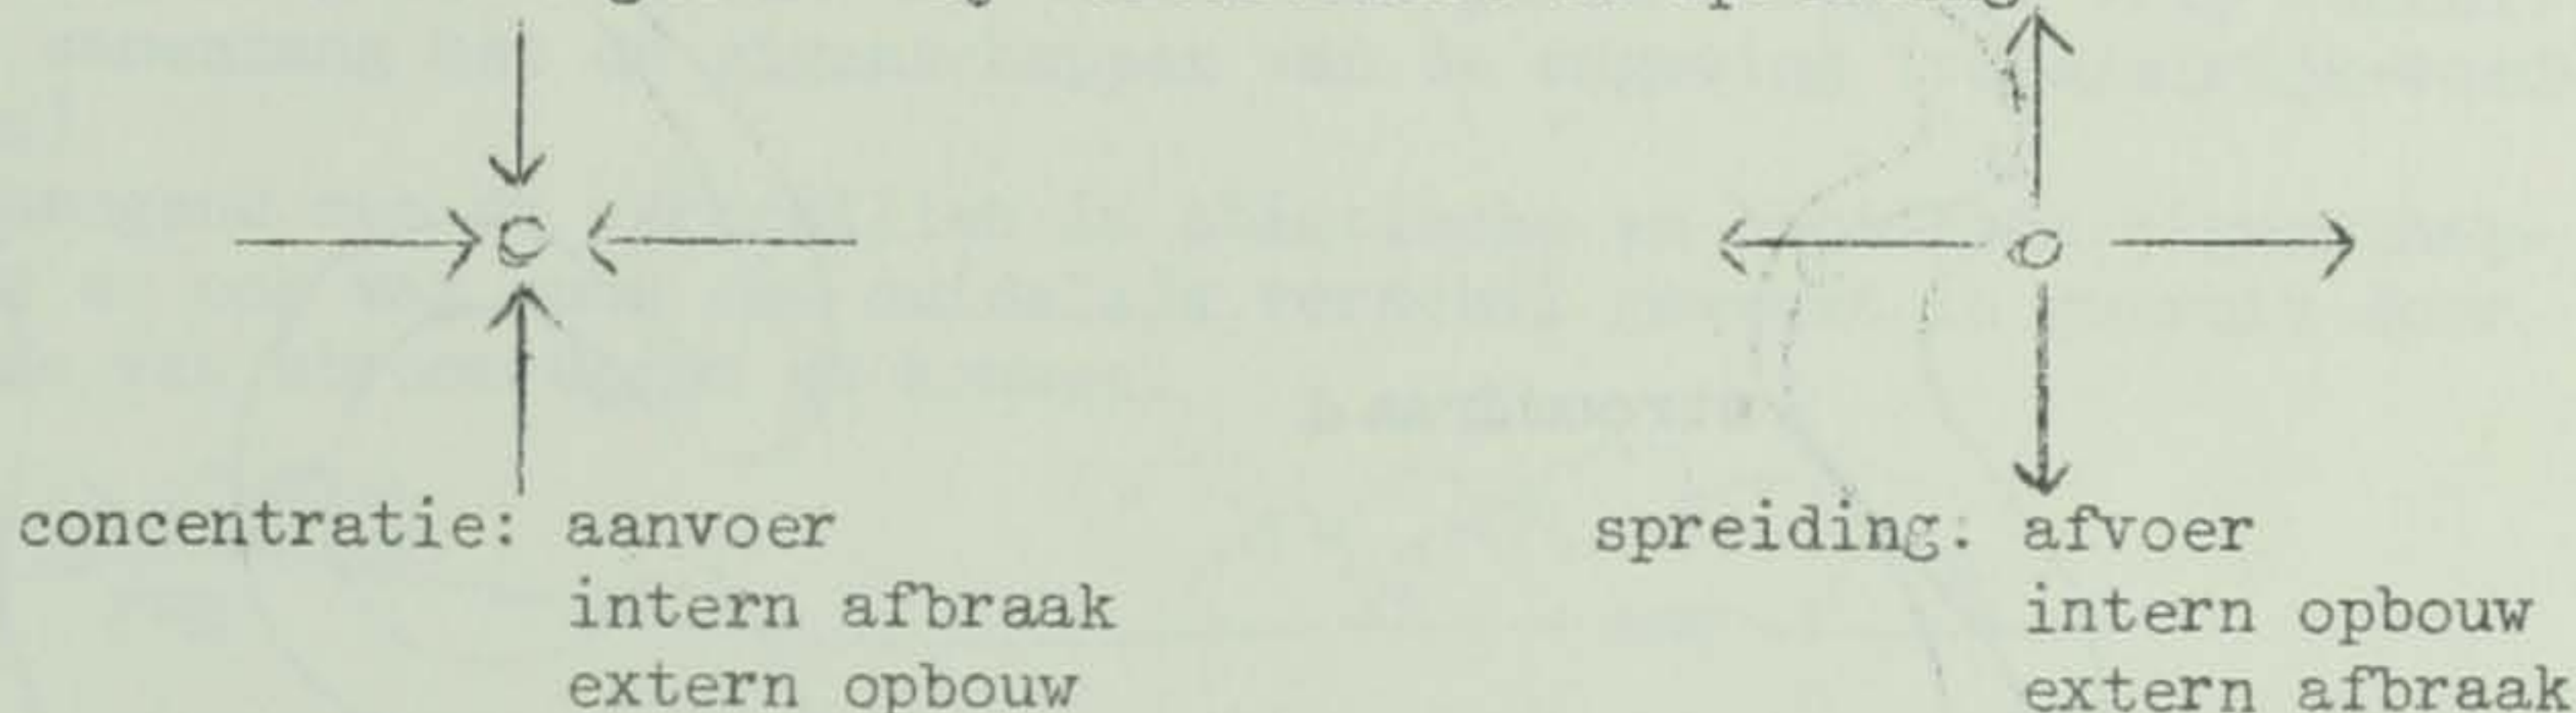 concentratie: aanvoer
intern afbraak
extern opbouw
spreiding: afvoer
intern opbouw
extern afbraak